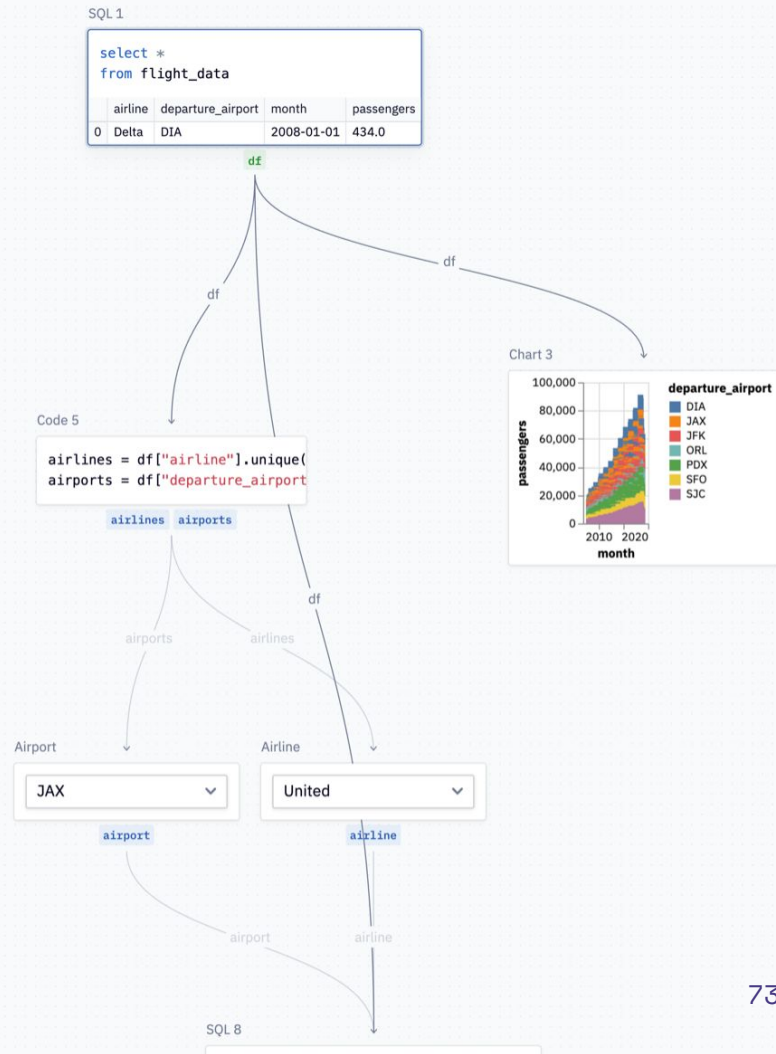 SQL 1
select *
from flight_data
airline departure_airport month passengers
0 Delta DIA 2008-01-01 434.0
df
df
df
Chart 3
100,000
80,000
60,000
40,000
20,000
0
passengers
2010 2020
month
departure_airport
DIA
JAX
JFK
ORL
PDX
SFO
SJC
Code 5
airlines = df["airline"].unique(
airports = df["departure_airport
airlines airports
df
airports airlines
Airport
JAX
airport
Airline
United
airline
airport airline
73
SQL 8